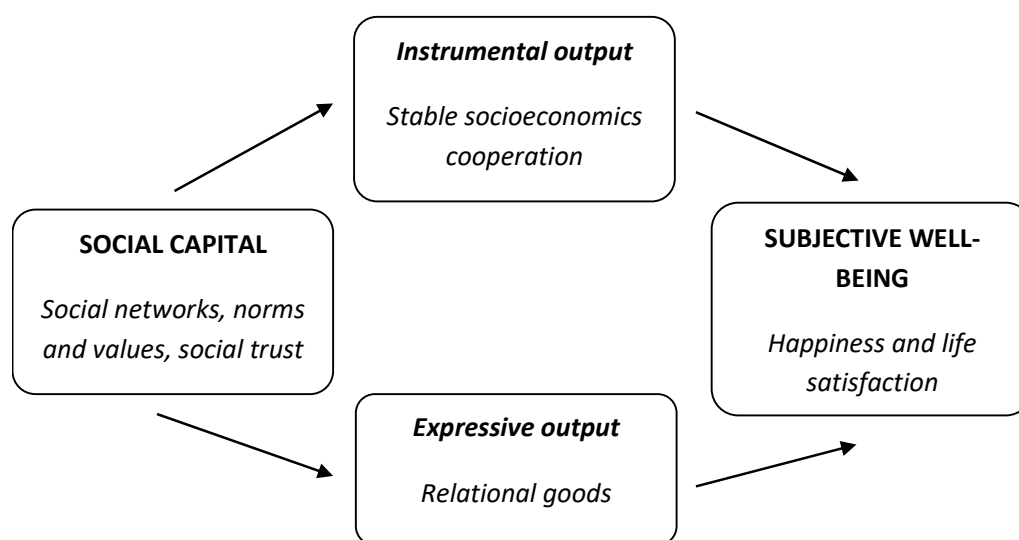 Instrumental output
Stable socioeconomics
cooperation
SOCIAL CAPITAL
Social networks, norms
and values, social trust
SUBJECTIVE WELL-
BEING
Happiness and life
satisfaction
Expressive output
Relational goods